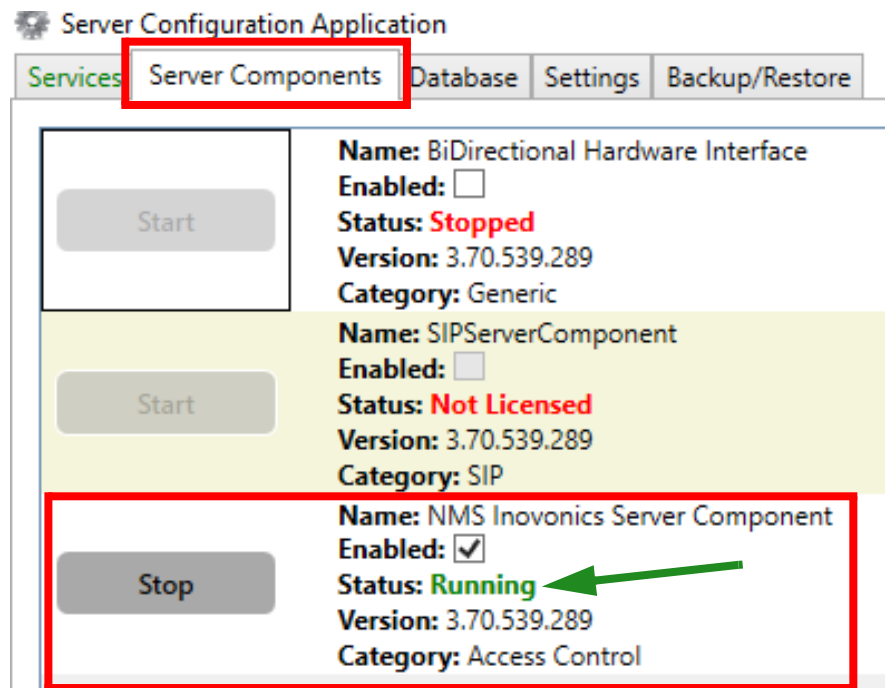 Server Configuration Application
Services Server Components Database Settings Backup/Restore
Start
Name: BiDirectional Hardware Interface
Enabled:
Status: Stopped
Version: 3.70.539.289
Category: Generic
Start
Name: SIPServerComponent
Enabled:
Status: Not Licensed
Version: 3.70.539.289
Category: SIP
Stop
Name: NMS Inovonics Server Component
Enabled:
Status: Running
Version: 3.70.539.289
Category: Access Control